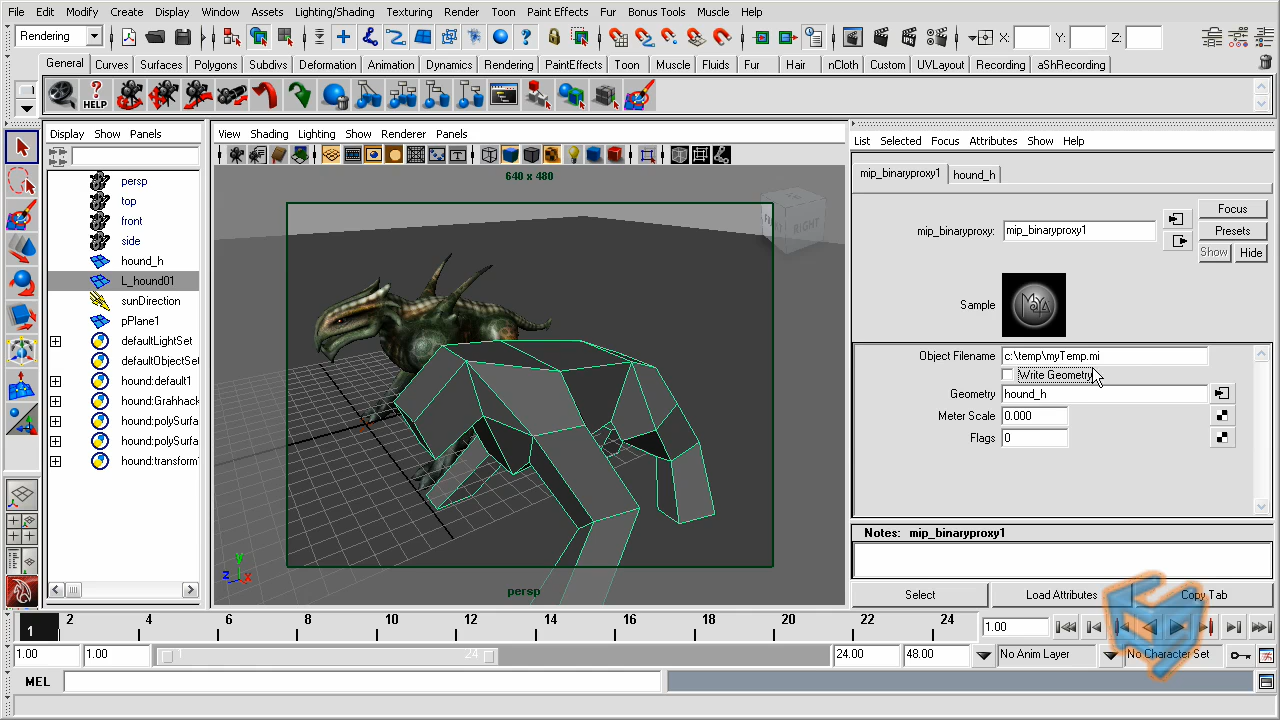 File Edit Modify Create Display Window Assets Lighting/Shading Texturing Render Toon Paint Effects Fur Bonus Tools Muscle Help
Rendering X: Y: Z:
General Curves Surfaces Polygons Subdivs Deformation Animation Dynamics Rendering PaintEffects Toon Muscle Fluids Fur Hair nCloth Custom UVLayout Recording aShRecording
HELP
Display Show Panels
View Shading Lighting Show Renderer Panels
List Selected Focus Attributes Show Help
640 x 480
mip_binaryproxy1 hound_h
persp
top
front
side
hound_h
L_hound01
sunDirection
pPlane1
defaultLightSet
defaultObjectSet
hound:default1
hound:Grahhack
hound:polySurfa
hound:polySurfa
hound:transform
RIGHT
mip_binaryproxy: mip_binaryproxy1
Focus
Presets
Show Hide
Sample
MAYA
Object Filename c:\temp\myTemp.mi
Write Geometry
Geometry hound_h
Meter Scale 0.000
Flags 0
y
z x
persp
Notes: mip_binaryproxy1
Select Load Attributes Copy Tab
1 2 4 6 8 10 12 14 16 18 20 22 24 1.00
1.00 1.00 1 24 24.00 48.00 No Anim Layer No Character Set
MEL